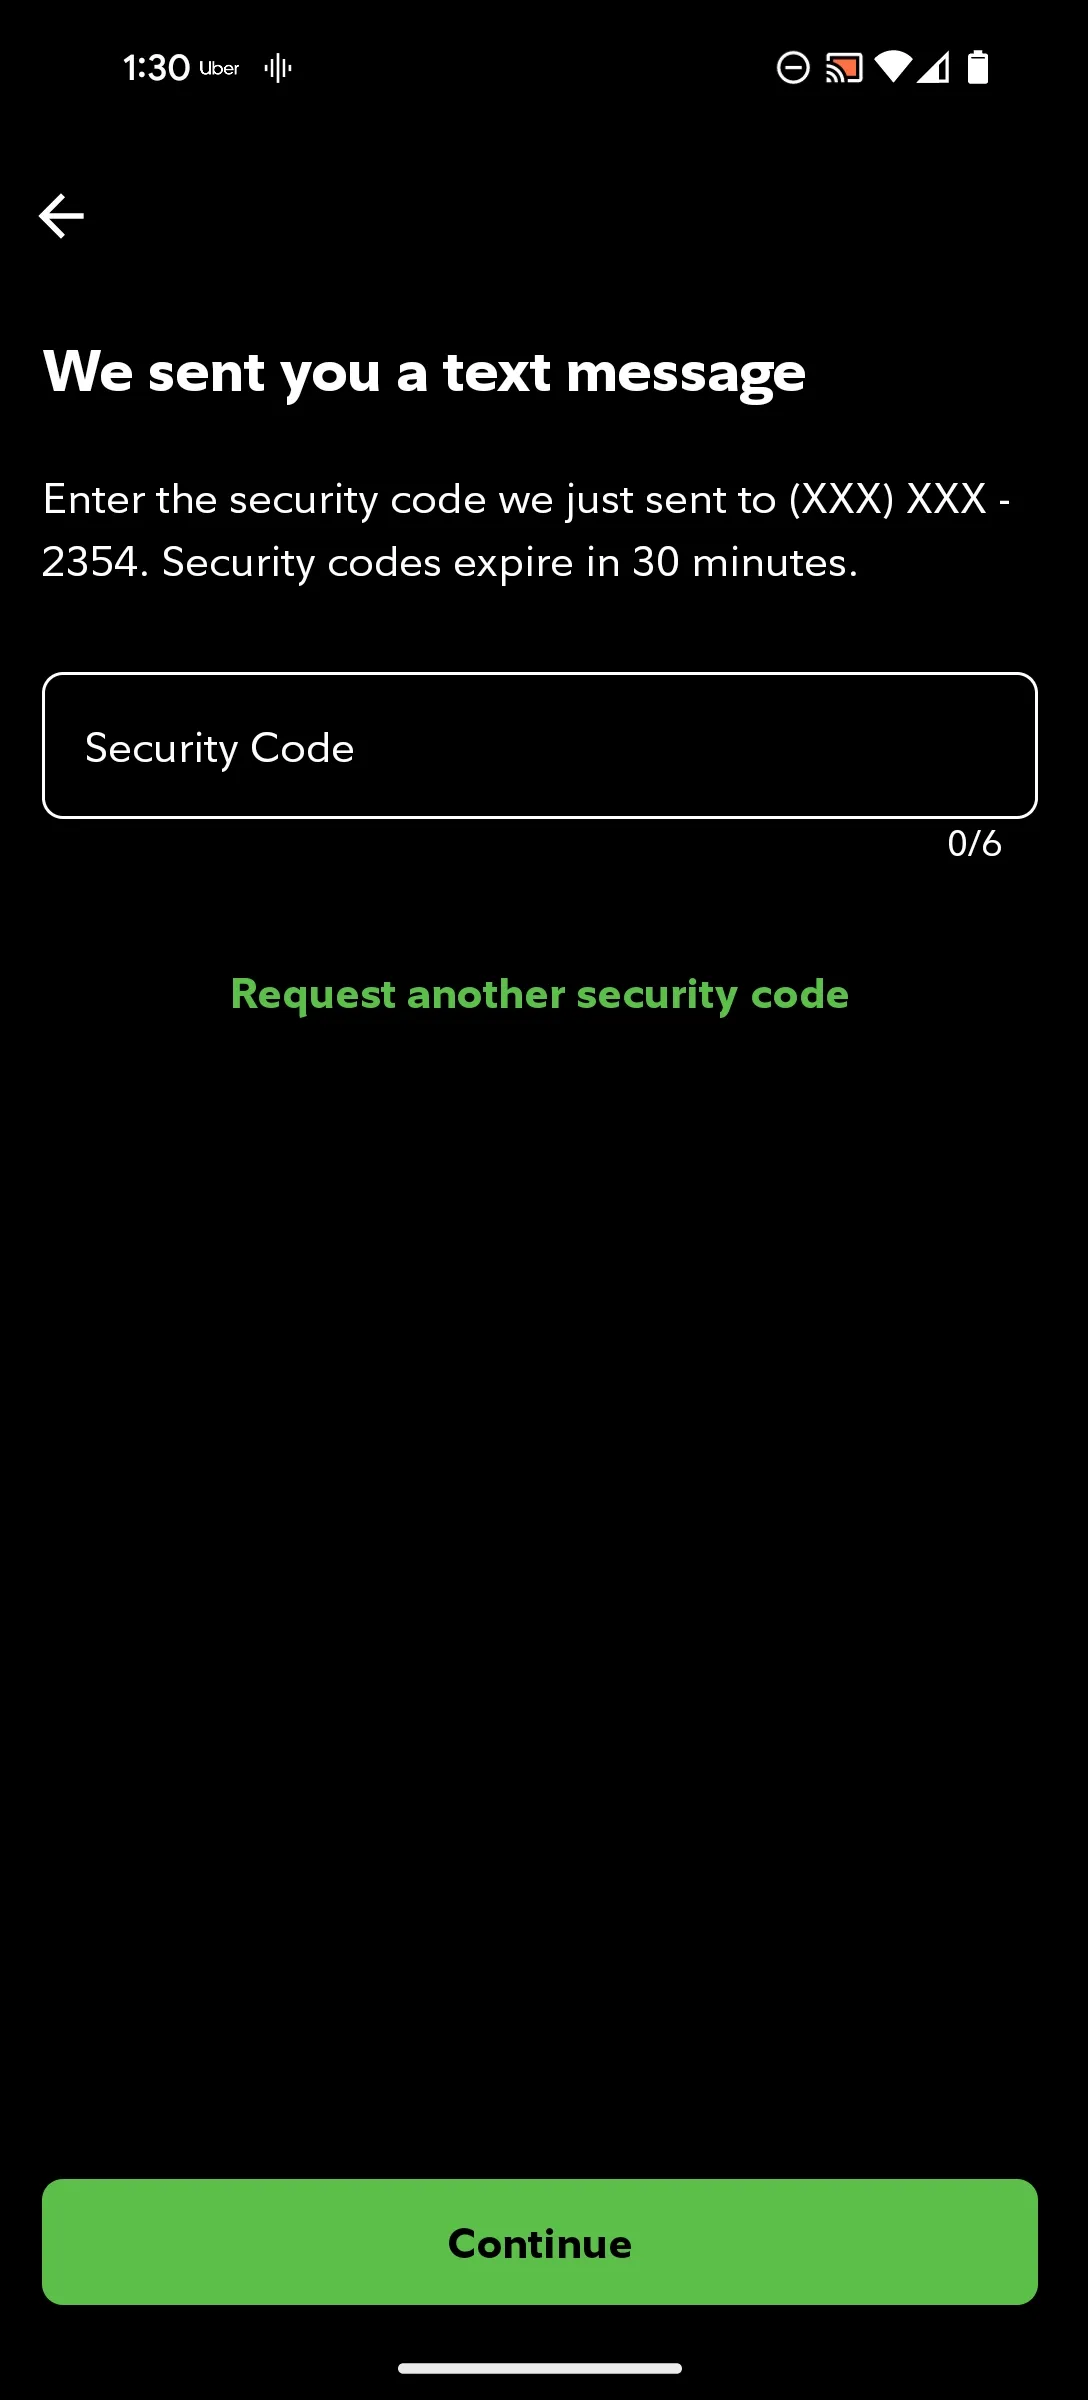 1:30 Uber
We sent you a text message
Enter the security code we just sent to (XXX) XXX -
2354. Security codes expire in 30 minutes.
Security Code
0/6
Request another security code
Continue